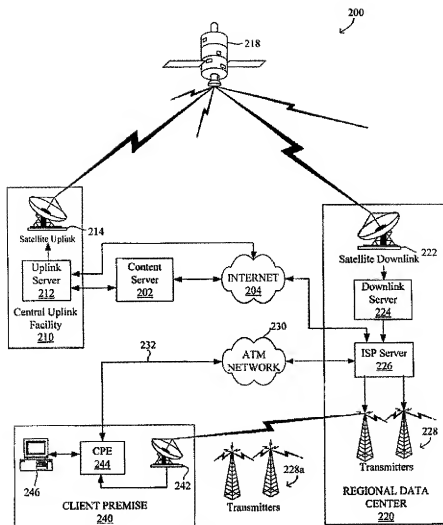 200
218
214
Satellite Uplink
Uplink
Server
212
Central Uplink
Facility
210
Content
Server
202
INTERNET
204
222
Satellite Downlink
Downlink
Server
224
230
ATM
NETWORK
232
ISP Server
226
228
Transmitters
REGIONAL DATA
CENTER
220
228a
Transmitters
CPE
244
246
242
CLIENT PREMISE
240